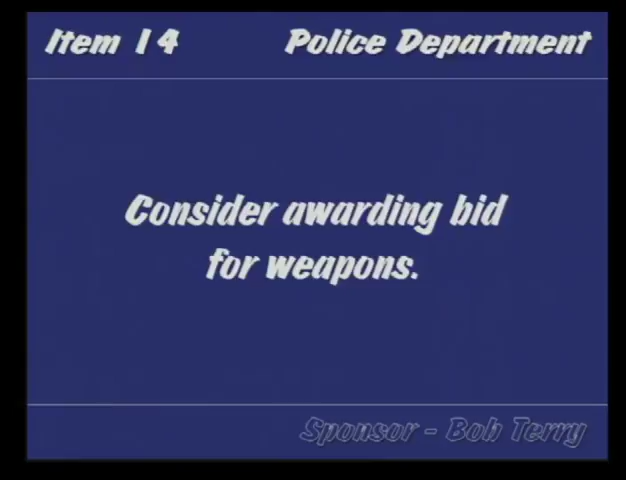 Item 14 Police Department
Consider awarding bid
for weapons.
Sponsor - Bob Terry